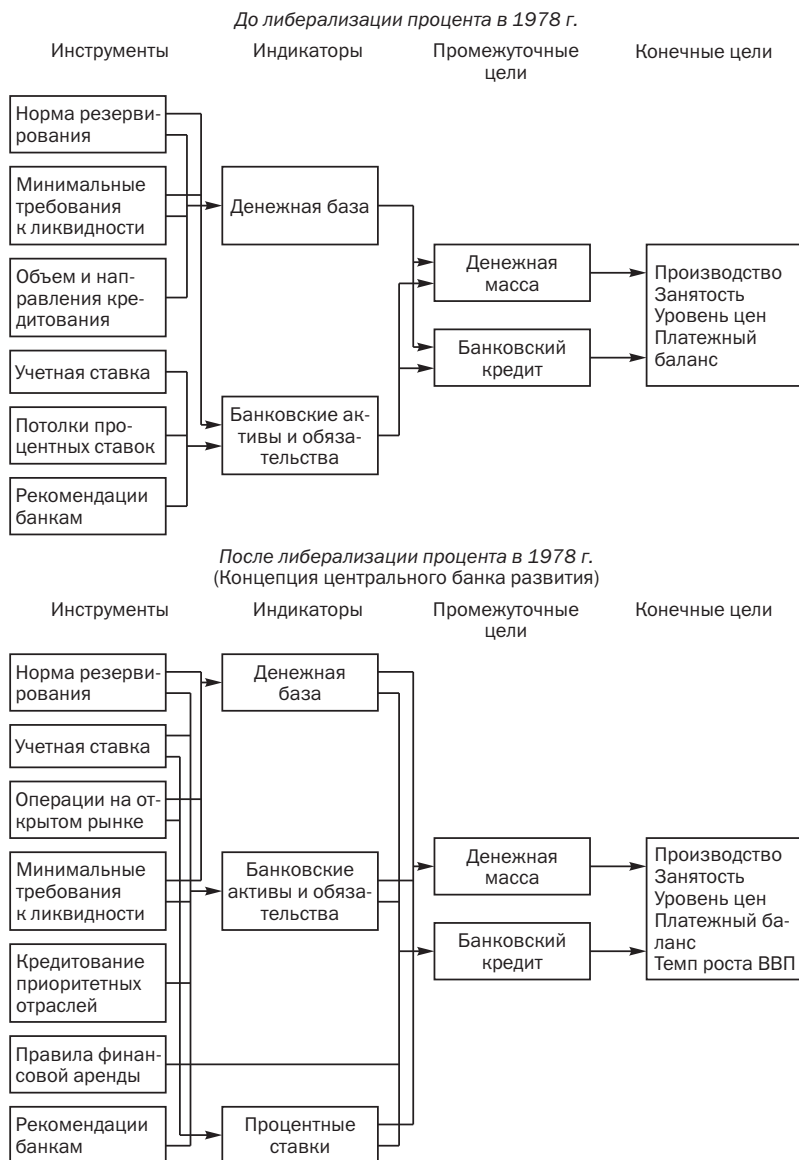 До либерализации процента в 1978 г.
Инструменты
Индикаторы
Промежуточные
цели
Конечные цели
Норма резерви-
рования
Минимальные
требования
к ликвидности
Объем и нап-
равления кре-
дитования
Учетная ставка
Потолки про-
центных ставок
Рекомендации
банкам
Денежная база
Банковские ак-
тивы и обяза-
тельства
Денежная
масса
Банковский
кредит
Производство
Занятость
Уровень цен
Платежный
баланс
После либерализации процента в 1978 г.
(Концепция центрального банка развития)
Инструменты
Индикаторы
Промежуточные
цели
Конечные цели
Норма резерви-
рования
Учетная ставка
Операции на от-
крытом рынке
Минимальные
требования
к ликвидности
Кредитование
приоритетных
отраслей
Правила финан-
совой аренды
Рекомендации
банкам
Денежная
база
Банковские
активы и обяза-
тельства
Процентные
ставки
Денежная
масса
Банковский
кредит
Производство
Занятость
Уровень цен
Платежный ба-
ланс
Темп роста ВВП